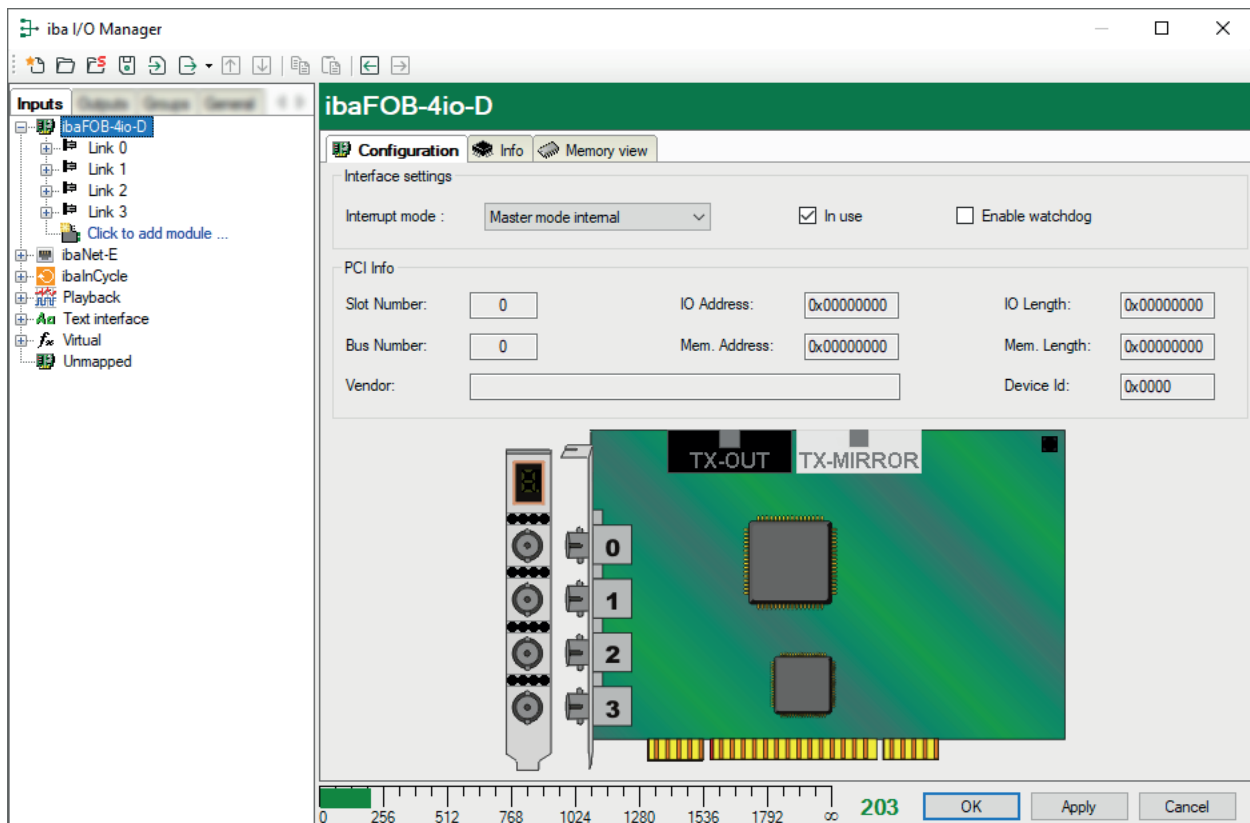 iba I/O Manager
Inputs
ibaFOB-4io-D
Link 0
Link 1
Link 2
Link 3
Click to add module ...
ibaNet-E
ibaInCycle
Playback
Text interface
Virtual
Unmapped
ibaFOB-4io-D
Configuration Info Memory view
Interface settings
Interrupt mode : Master mode internal In use Enable watchdog
PCI Info
Slot Number: 0 IO Address: 0x00000000 IO Length: 0x00000000
Bus Number: 0 Mem. Address: 0x00000000 Mem. Length: 0x00000000
Vendor: Device Id: 0x0000
TX-OUT TX-MIRROR
0
1
2
3
0 256 512 768 1024 1280 1536 1792 ∞ 203 OK Apply Cancel